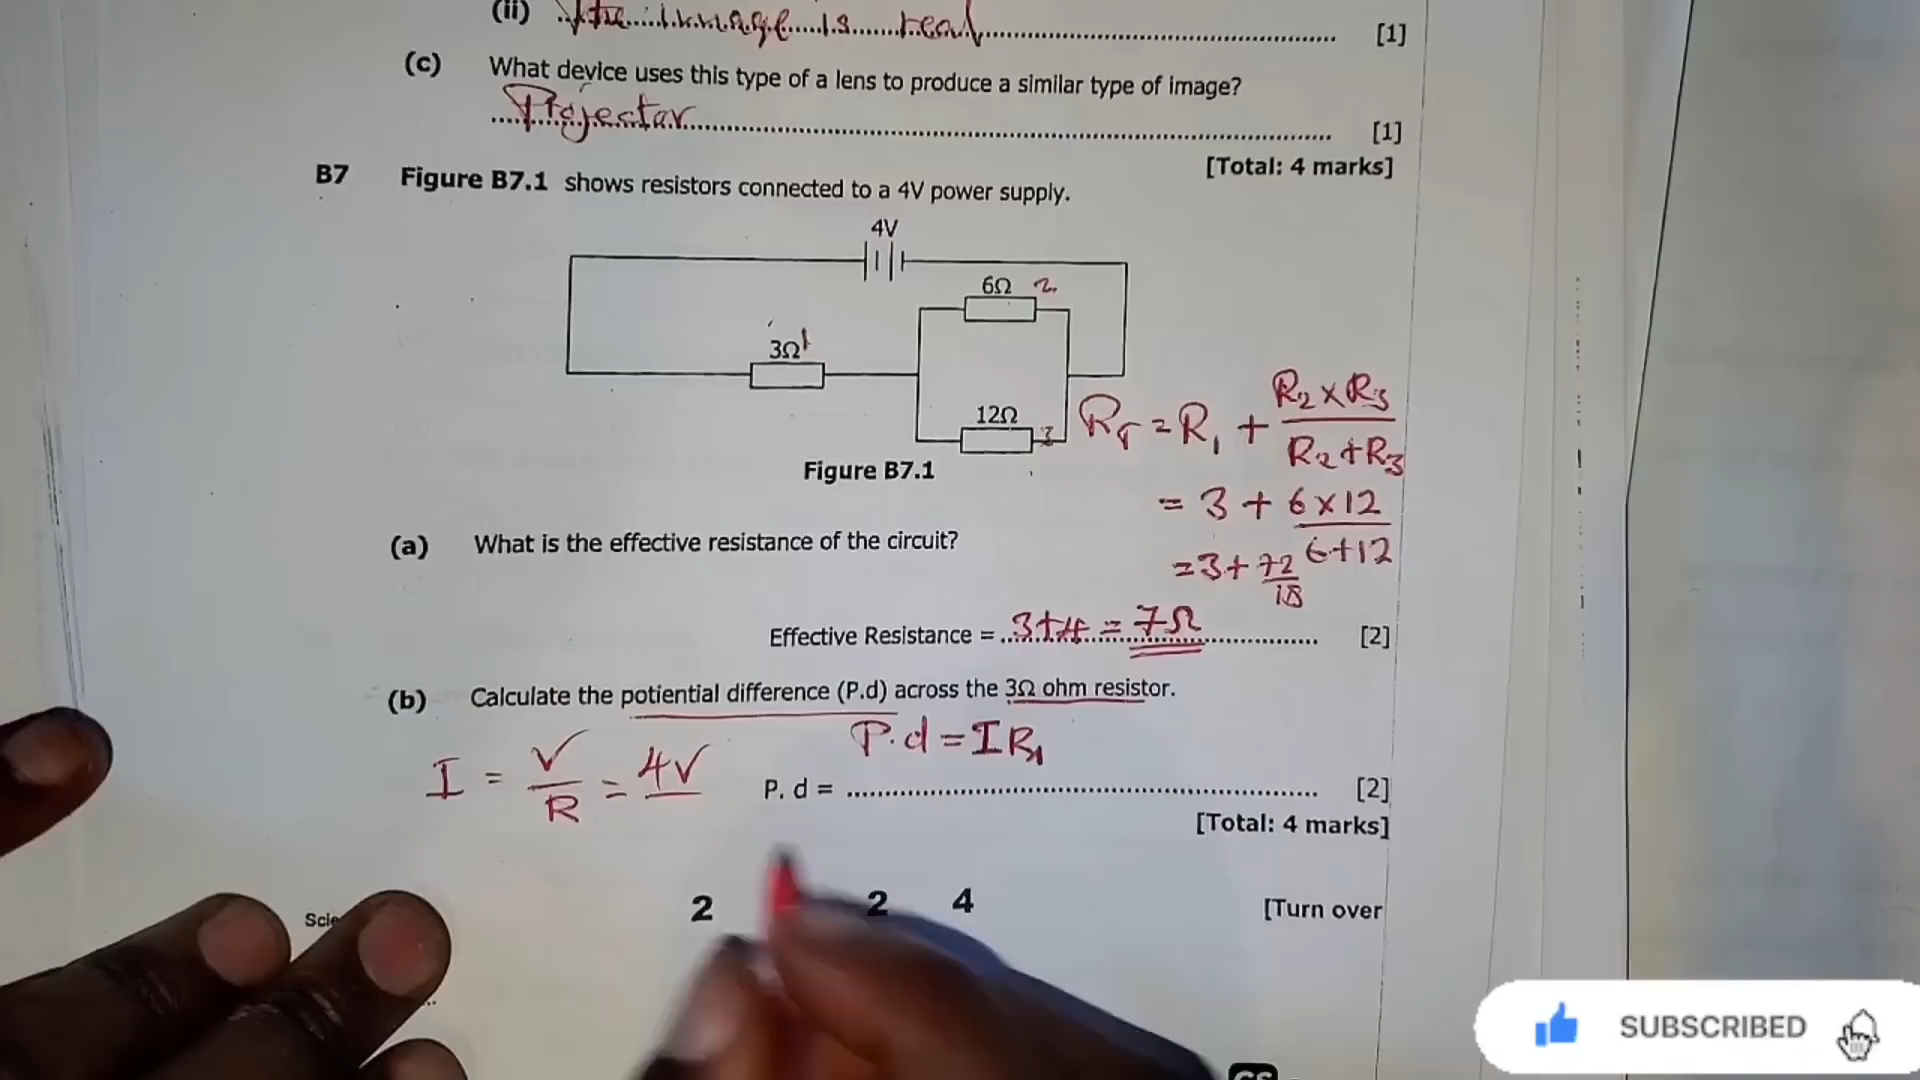 (ii) the image is real [1]
(c) What device uses this type of a lens to produce a similar type of image?
Projector [1]
[Total: 4 marks]
B7 Figure B7.1 shows resistors connected to a 4V power supply.
4V
6Ω 2
3Ω 1
12Ω 3
Figure B7.1
R₁ + R₂ × R₃ / R₂ + R₃
= 3 + 6 × 12 / 6 + 12
= 3 + 72 / 18
(a) What is the effective resistance of the circuit?
Effective Resistance = 3 + 4 = 7Ω [2]
(b) Calculate the potiential difference (P.d) across the 3Ω ohm resistor.
P.d = IR₁
I = V / R = 4V
P. d = [2]
[Total: 4 marks]
2 2 4
[Turn over
SUBSCRIBED